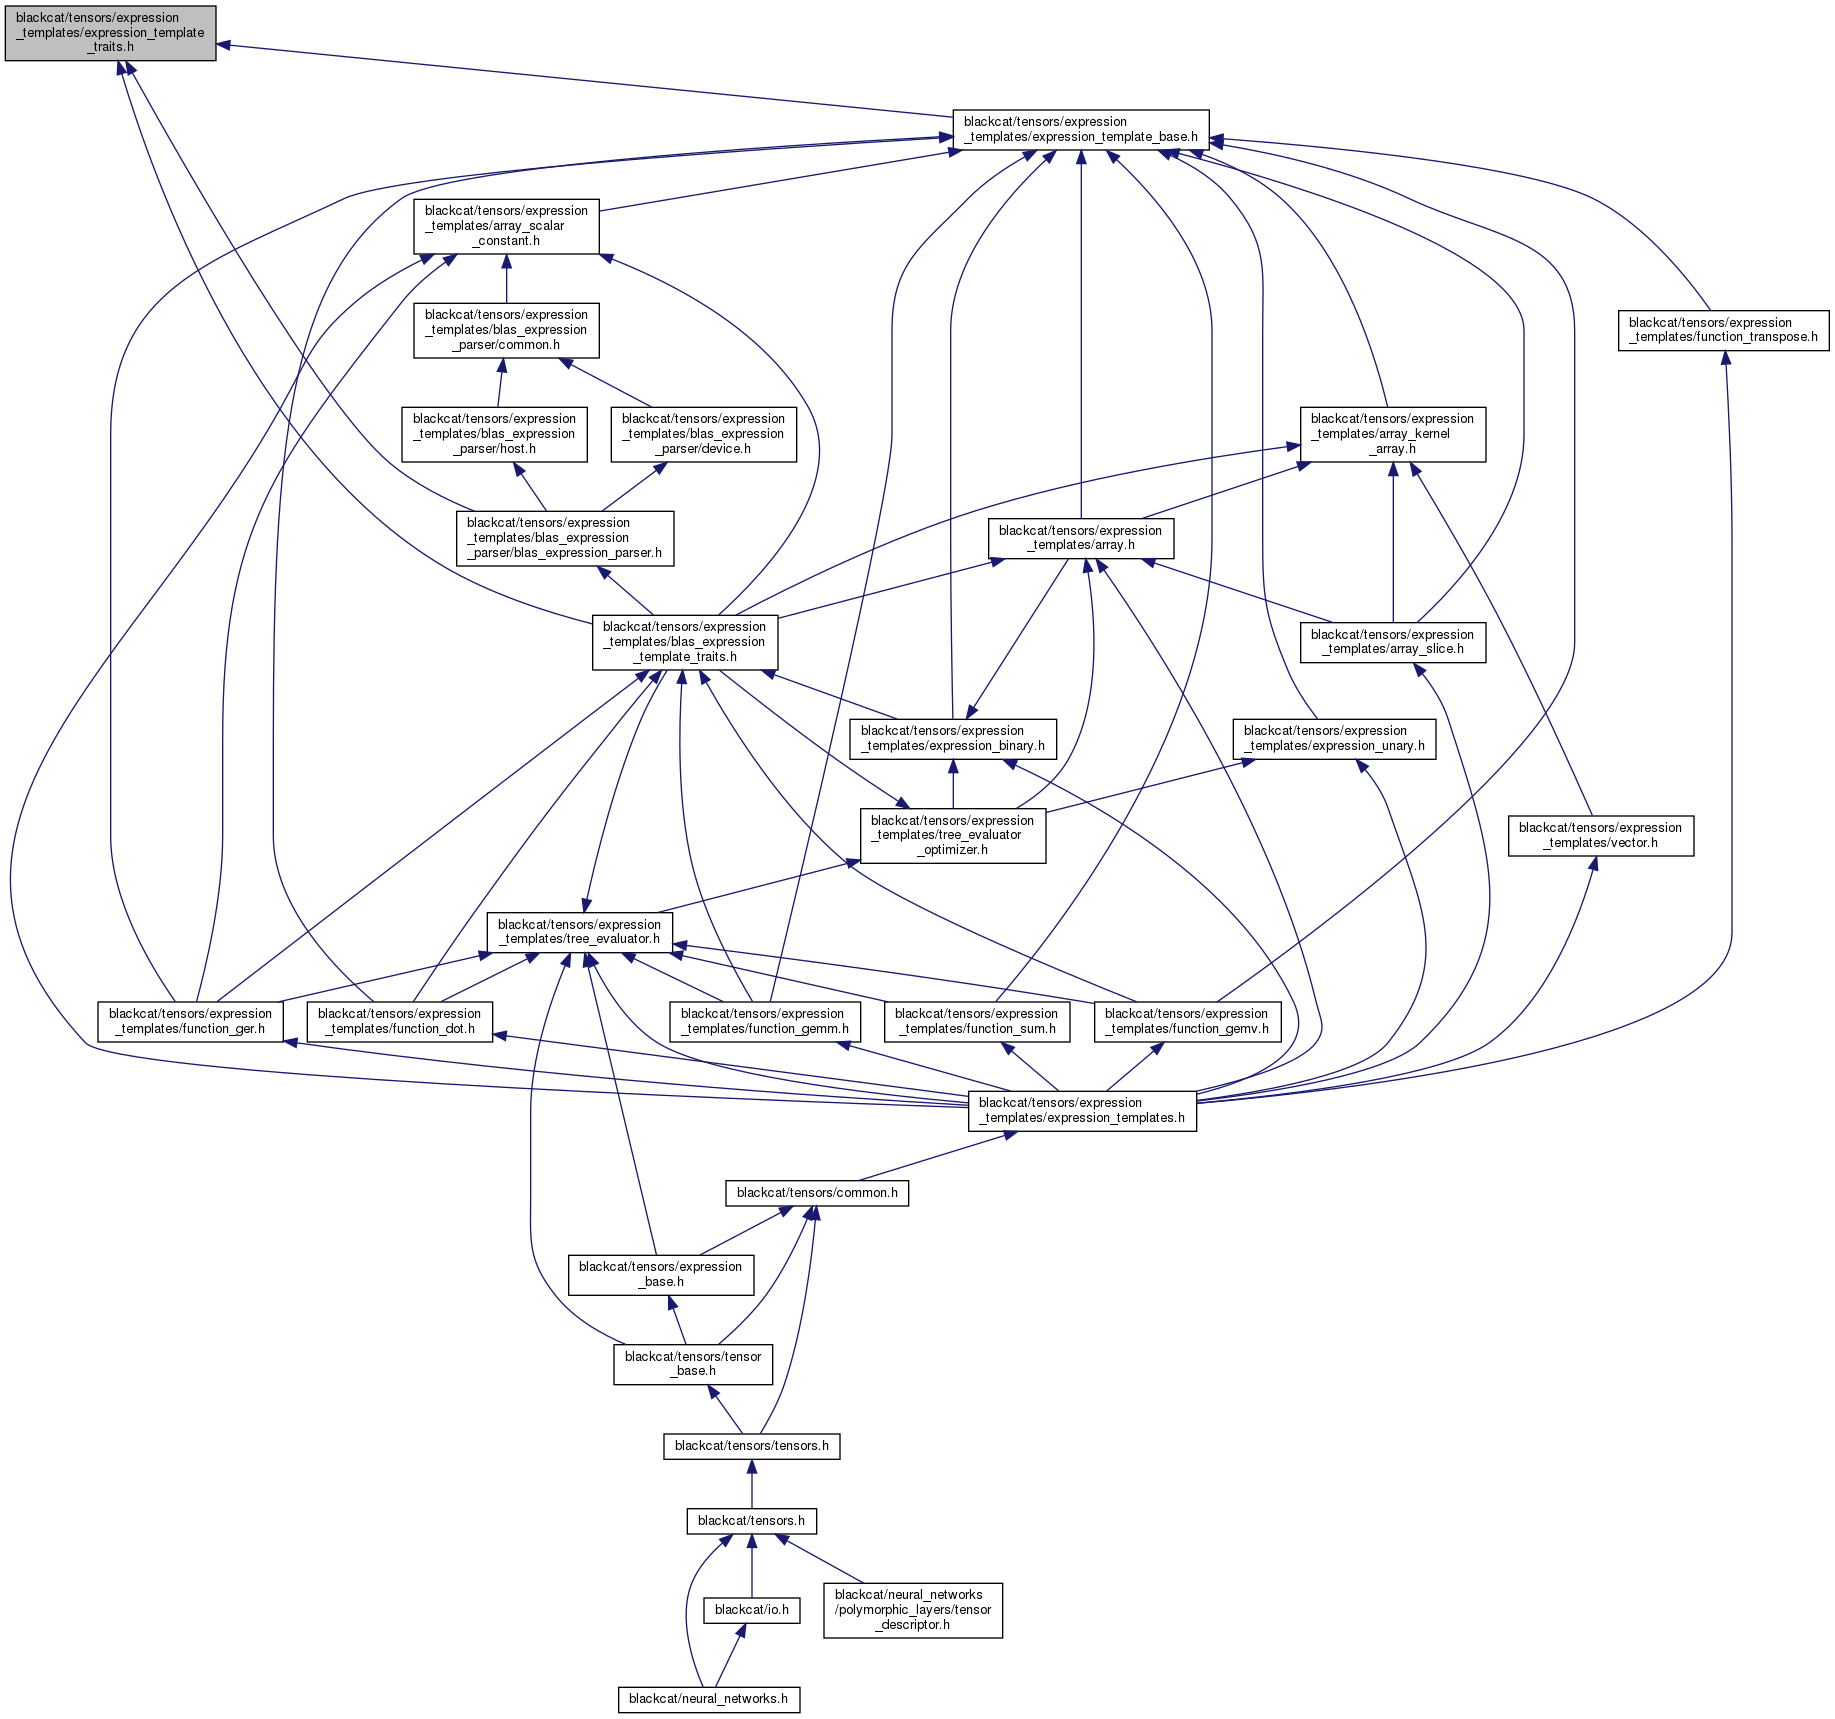 blackcat/tensors/expression
_templates/expression_template
_traits.h
blackcat/tensors/expression
_templates/expression_template_base.h
blackcat/tensors/expression
_templates/array_scalar
_constant.h
blackcat/tensors/expression
_templates/blas_expression
_parser/common.h
blackcat/tensors/expression
_templates/function_transpose.h
blackcat/tensors/expression
_templates/blas_expression
_parser/host.h
blackcat/tensors/expression
_templates/blas_expression
_parser/device.h
blackcat/tensors/expression
_templates/array_kernel
_array.h
blackcat/tensors/expression
_templates/blas_expression
_parser/blas_expression_parser.h
blackcat/tensors/expression
_templates/array.h
blackcat/tensors/expression
_templates/blas_expression
_template_traits.h
blackcat/tensors/expression
_templates/array_slice.h
blackcat/tensors/expression
_templates/expression_binary.h
blackcat/tensors/expression
_templates/expression_unary.h
blackcat/tensors/expression
_templates/tree_evaluator
_optimizer.h
blackcat/tensors/expression
_templates/vector.h
blackcat/tensors/expression
_templates/tree_evaluator.h
blackcat/tensors/expression
_templates/function_ger.h
blackcat/tensors/expression
_templates/function_dot.h
blackcat/tensors/expression
_templates/function_gemm.h
blackcat/tensors/expression
_templates/function_sum.h
blackcat/tensors/expression
_templates/function_gemv.h
blackcat/tensors/expression
_templates/expression_templates.h
blackcat/tensors/common.h
blackcat/tensors/expression
_base.h
blackcat/tensors/tensor
_base.h
blackcat/tensors/tensors.h
blackcat/tensors.h
blackcat/io.h
blackcat/neural_networks
/polymorphic_layers/tensor
_descriptor.h
blackcat/neural_networks.h